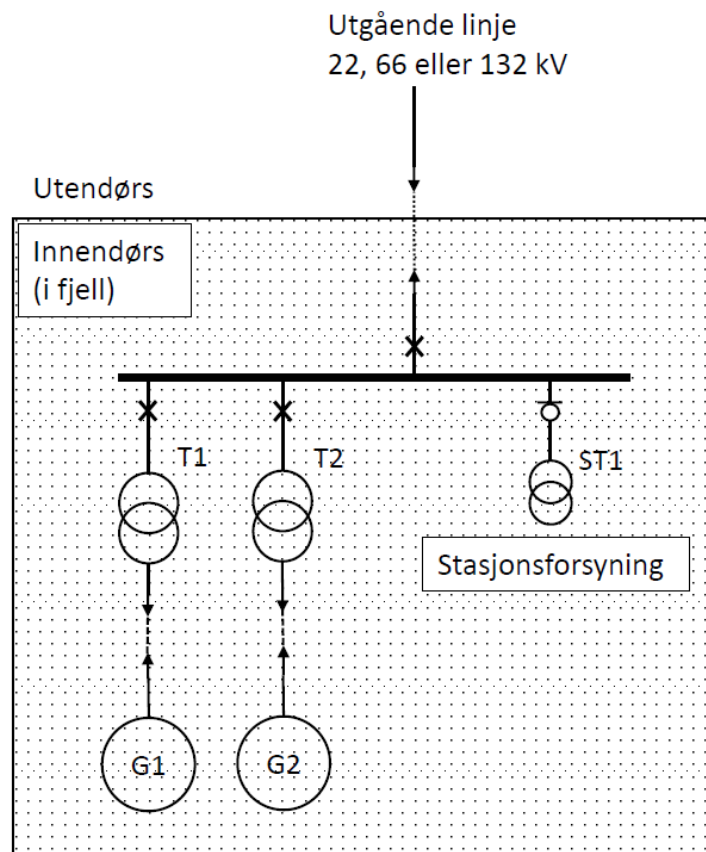 Utgående linje
22, 66 eller 132 kV
Utendørs
Innendørs
(i fjell)
T1
T2
ST1
Stasjonsforsyning
G1
G2